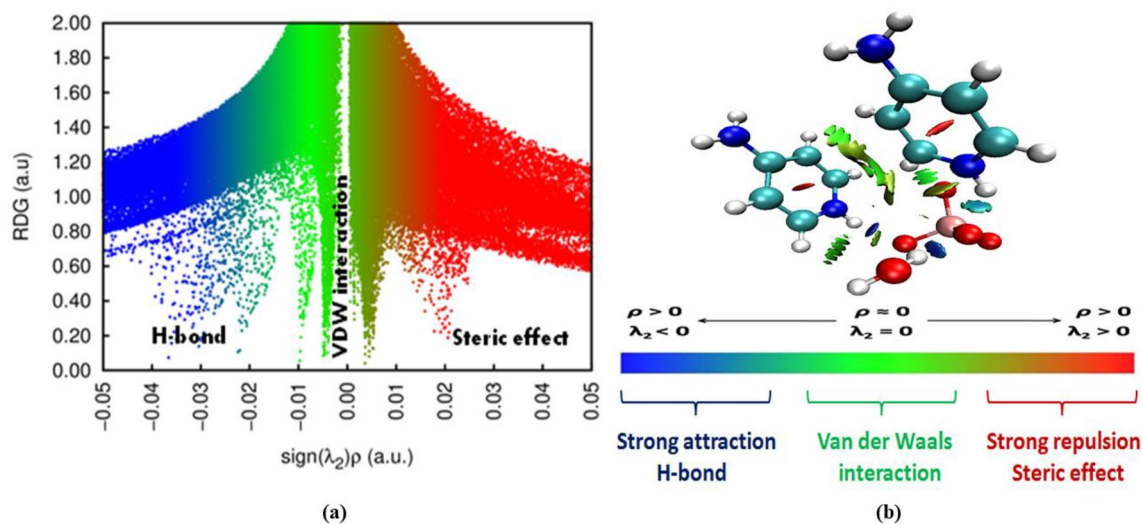 2.00
1.80
1.60
1.40
1.20
1.00
0.80
0.60
0.40
0.20
0.00
RDG (a.u)
H-bond
VDW interaction
Steric effect
−0.05
−0.04
−0.03
−0.02
−0.01
0.00
0.01
0.02
0.03
0.04
0.05
sign(λ₂)ρ (a.u.)
(a)
ρ > 0 ρ ≈ 0 ρ > 0
λ₂ < 0 λ₂ = 0 λ₂ > 0
Strong attraction Van der Waals Strong repulsion
H-bond interaction Steric effect
(b)